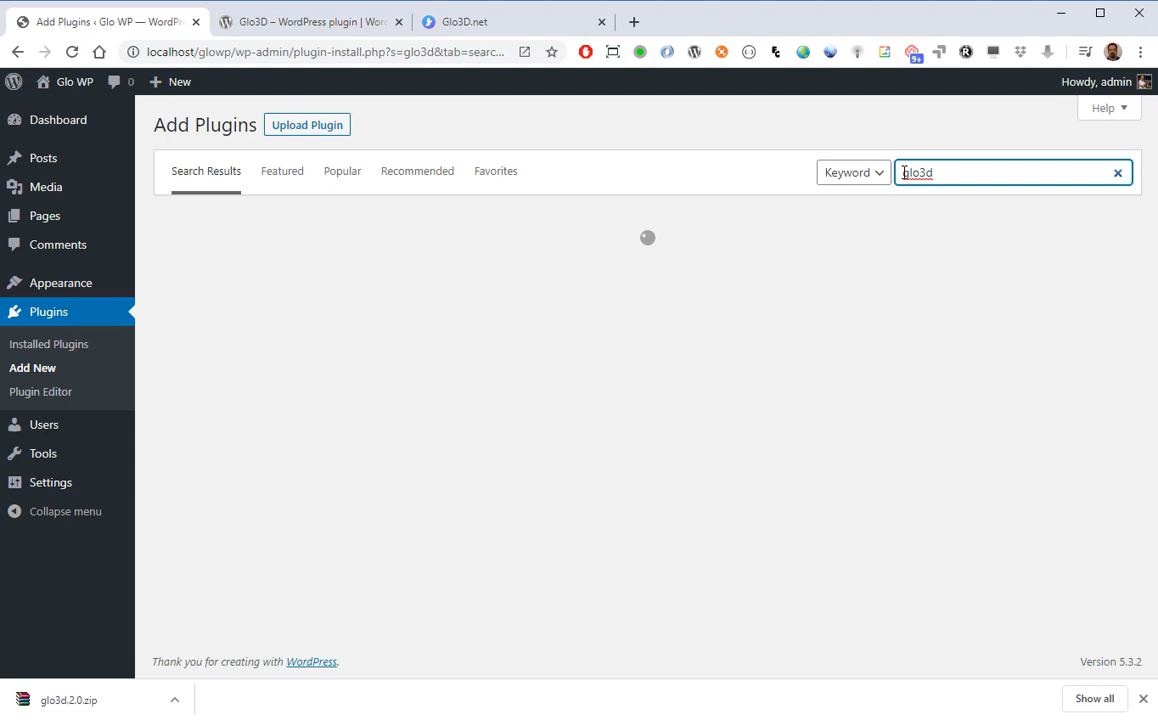 Add Plugins ‹ Glo WP — WordPr
Glo3D – WordPress plugin | Word
Glo3D.net
localhost/glowp/wp-admin/plugin-install.php?s=glo3d&tab=searc...
9+
Glo WP
0
New
Howdy, admin
Dashboard
Posts
Media
Pages
Comments
Appearance
Plugins
Installed Plugins
Add New
Plugin Editor
Users
Tools
Settings
Collapse menu
Help
Add Plugins
Upload Plugin
Search Results
Featured
Popular
Recommended
Favorites
Keyword
glo3d
Thank you for creating with WordPress.
Version 5.3.2
glo3d.2.0.zip
Show all